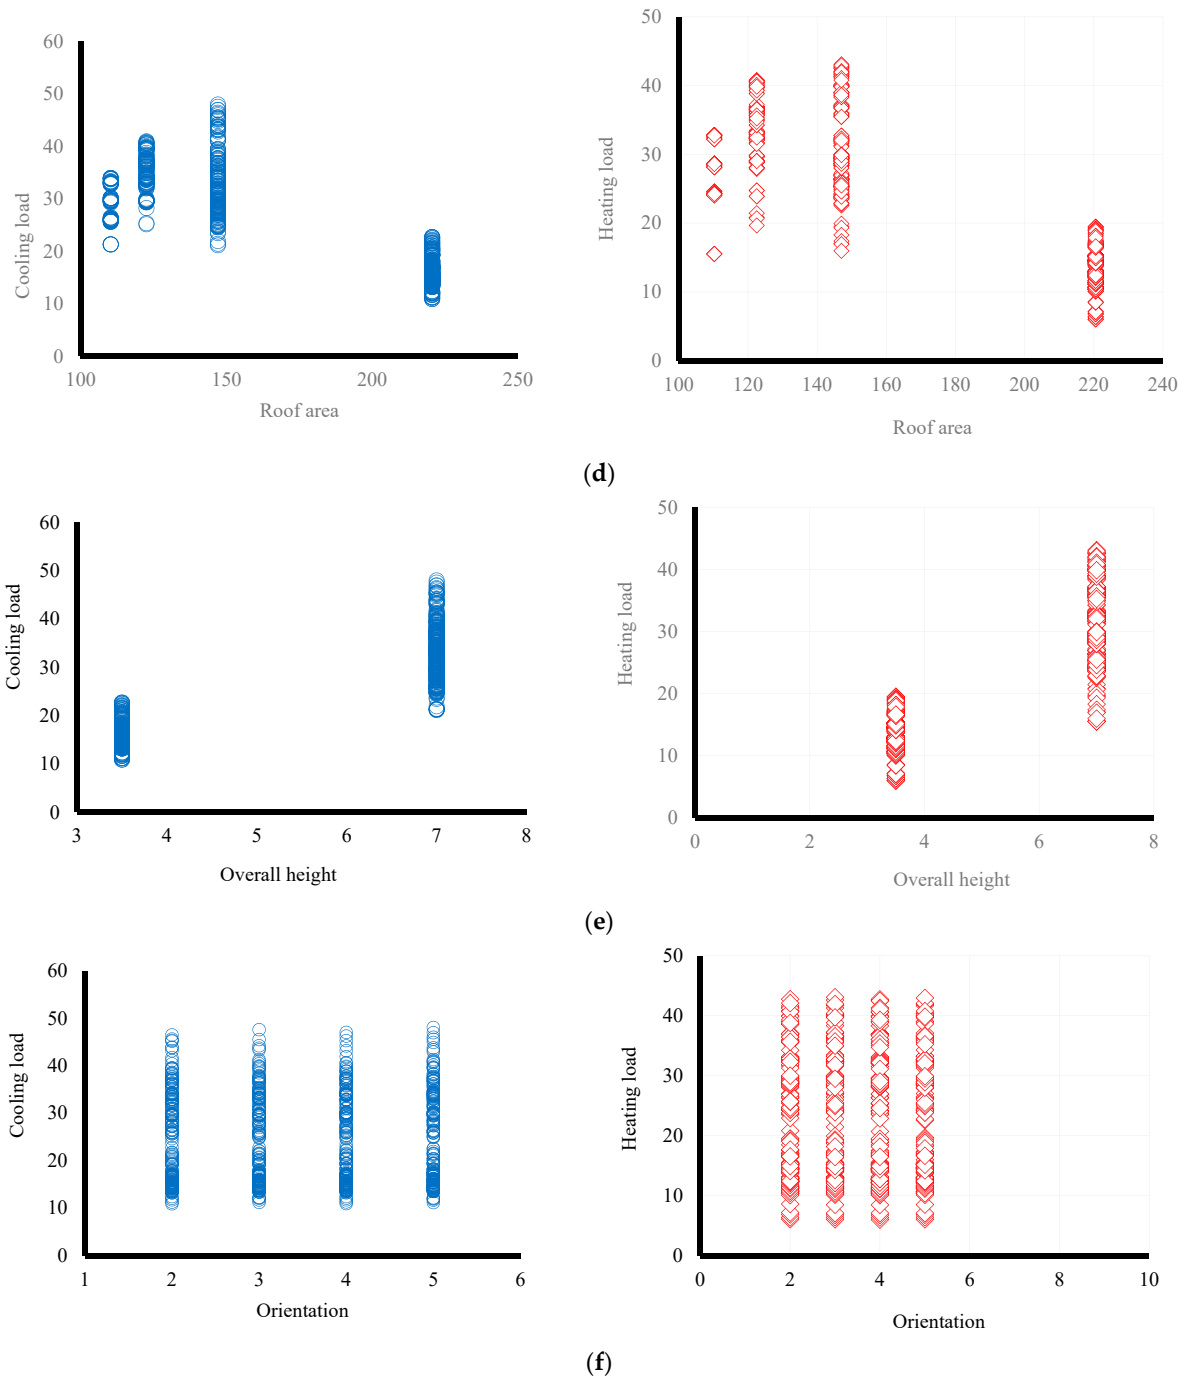 60
50
40
30
20
10
0
Cooling load
100 150 200 250
Roof area
50
40
30
20
10
0
Heating load
100 120 140 160 180 200 220 240
Roof area
(d)
60
50
40
30
20
10
0
Cooling load
3 4 5 6 7 8
Overall height
50
40
30
20
10
0
Heating load
0 2 4 6 8
Overall height
(e)
60
50
40
30
20
10
0
Cooling load
1 2 3 4 5 6
Orientation
50
40
30
20
10
0
Heating load
0 2 4 6 8 10
Orientation
(f)